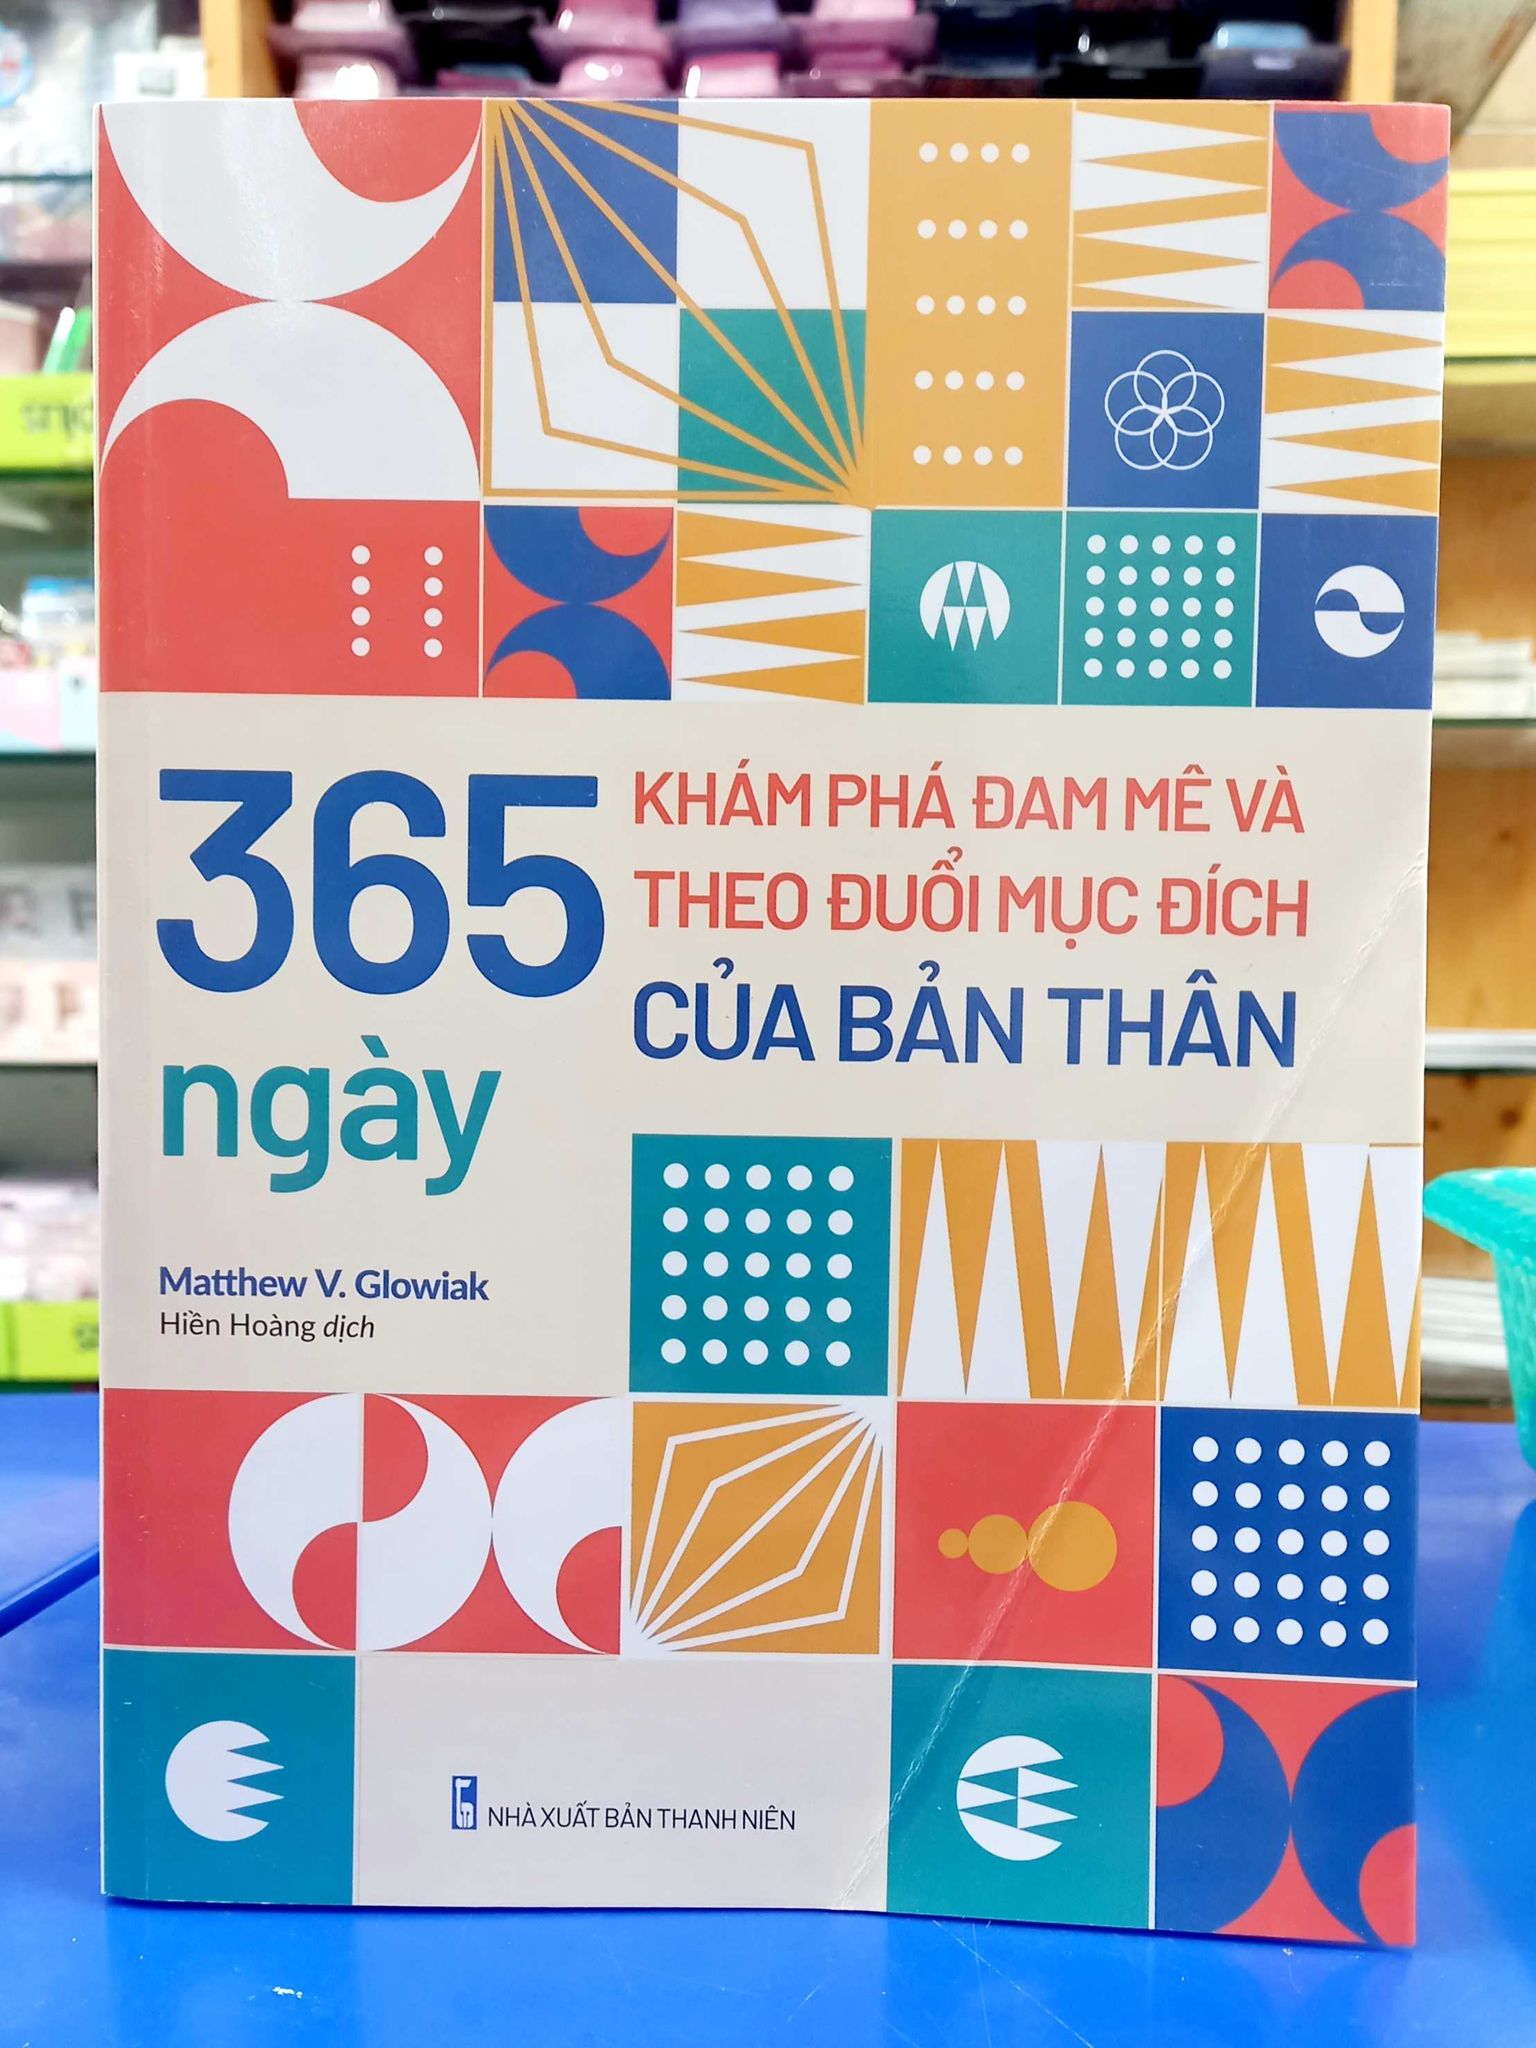 365
ngày
KHÁM PHÁ ĐAM MÊ VÀ
THEO ĐUỔI MỤC ĐÍCH
CỦA BẢN THÂN
Matthew V. Glowiak
Hiền Hoàng dịch
NHÀ XUẤT BẢN THANH NIÊN